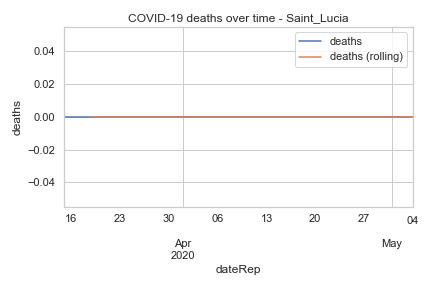 COVID-19 deaths over time - Saint_Lucia
deaths
deaths (rolling)
0.04
0.02
0.00
−0.02
−0.04
deaths
16 23 30 06 13 20 27 04
Apr May
2020
dateRep